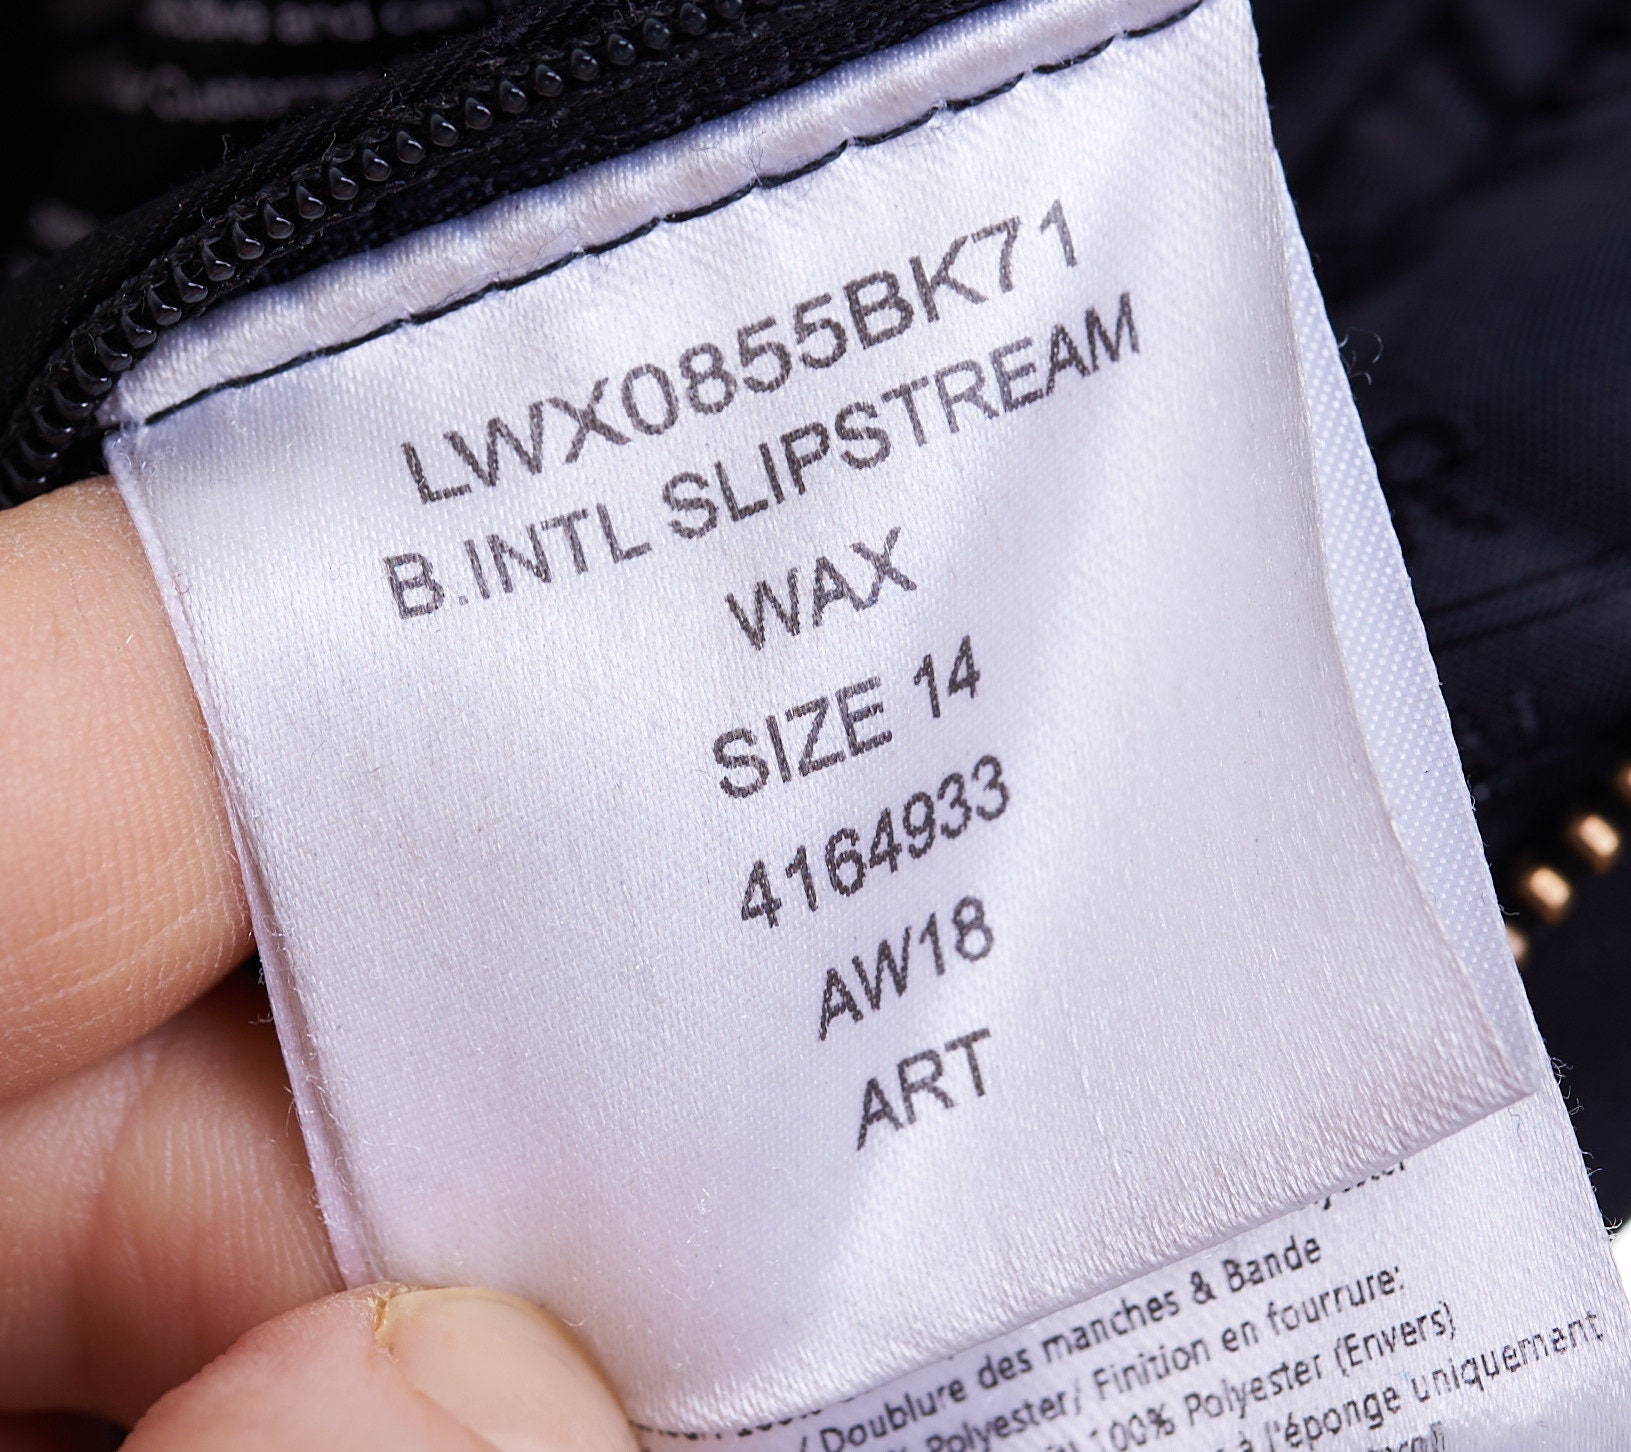 LWX0855BK71
B.INTL SLIPSTREAM
WAX
SIZE 14
4164933
AW18
ART
/ Doublure des manches & Bande
Polyester/ Finition en fourrure:
100% Polyester (Envers)
à l'éponge uniquement